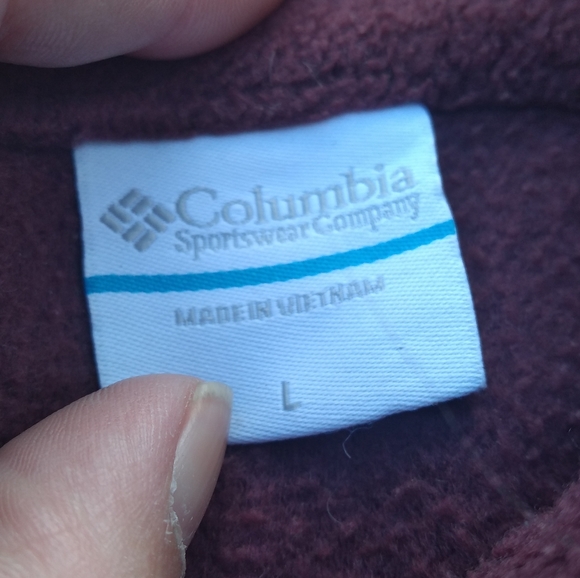 Columbia
Sportswear Company
MADE IN VIETNAM
L